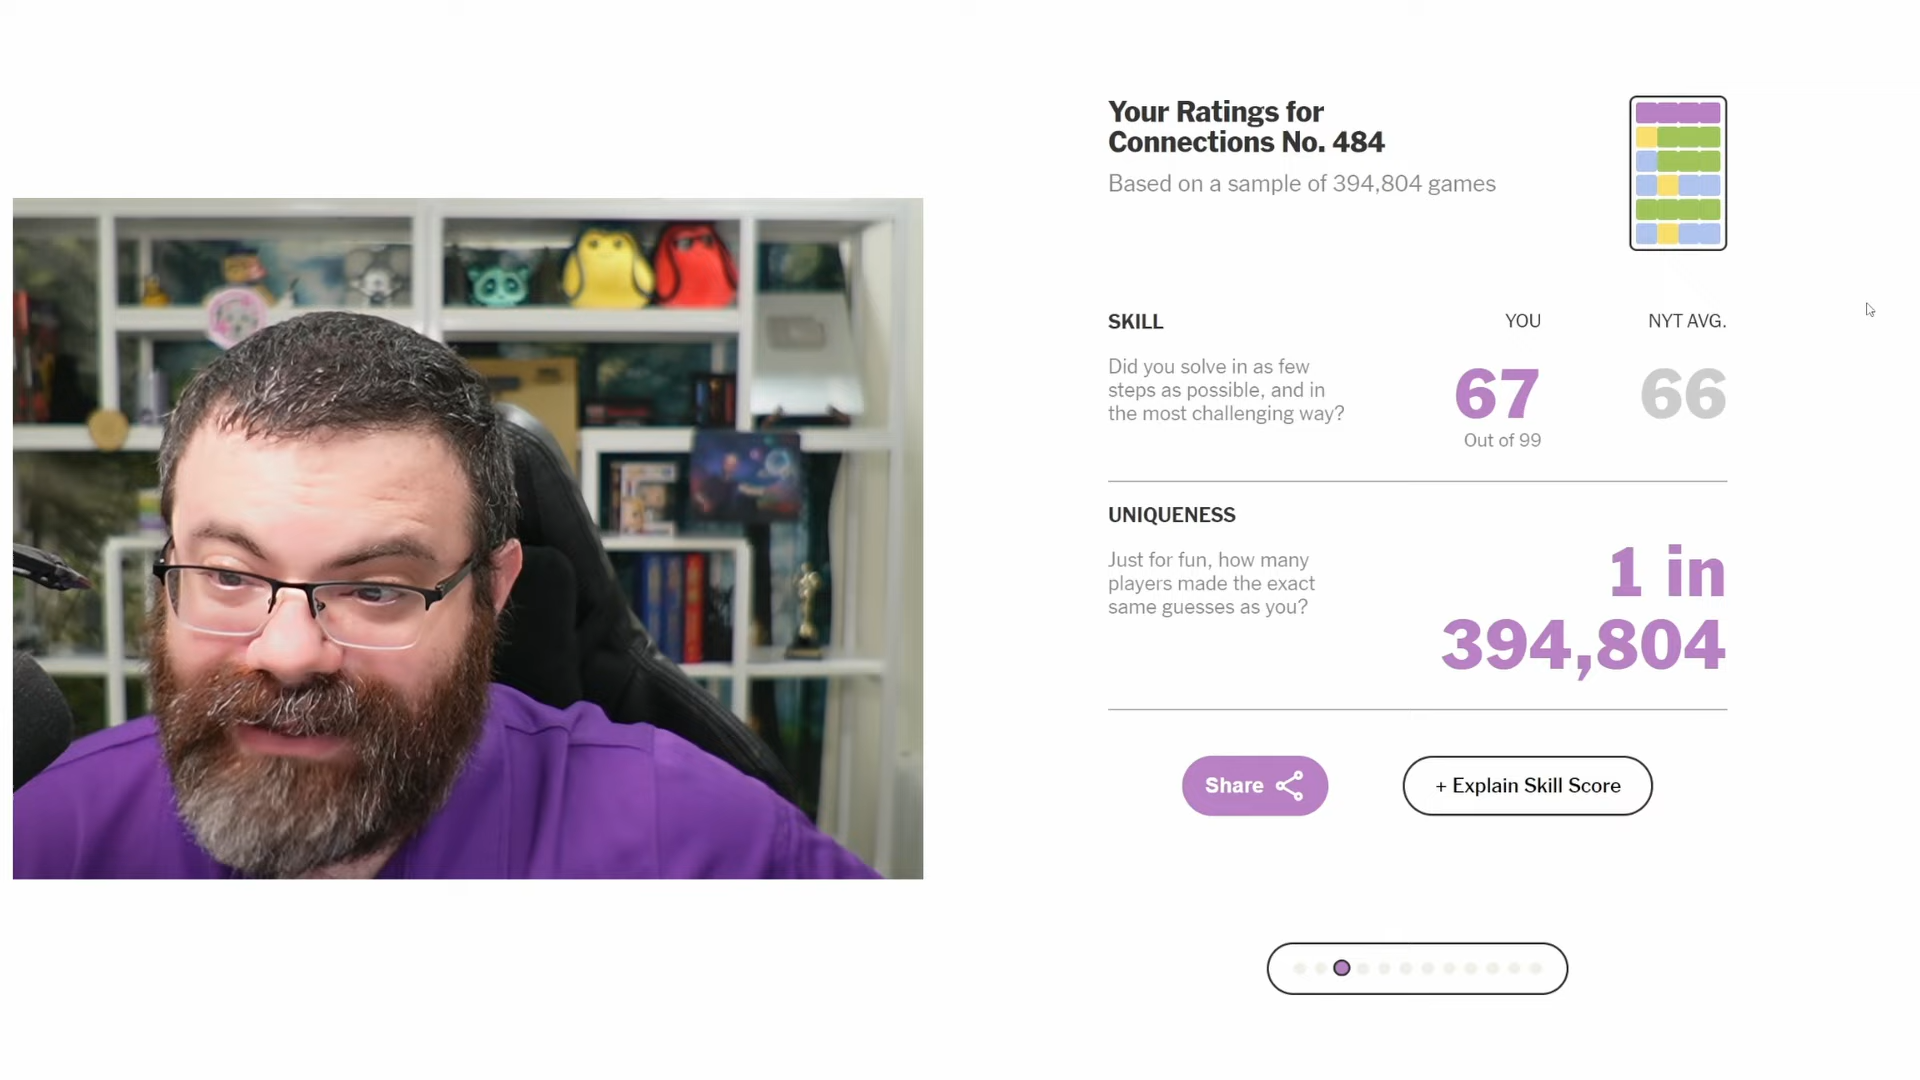 Your Ratings for
Connections No. 484
Based on a sample of 394,804 games
SKILL
YOU
NYT AVG.
Did you solve in as few
steps as possible, and in
the most challenging way?
67
66
Out of 99
UNIQUENESS
Just for fun, how many
players made the exact
same guesses as you?
1 in
394,804
Share
+ Explain Skill Score